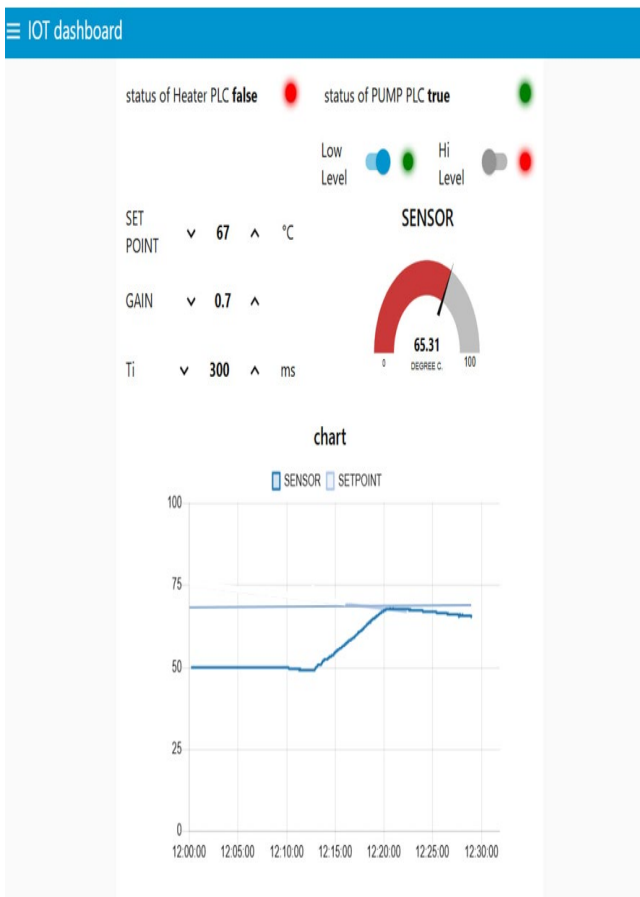 IOT dashboard
status of Heater PLC false
status of PUMP PLC true
Low
Level
Hi
Level
SET
POINT
67
°C
SENSOR
GAIN
0.7
65.31
0
DEGREE C.
100
Ti
300
ms
chart
SENSOR SETPOINT
100
75
50
25
0
12:00:00 12:05:00 12:10:00 12:15:00 12:20:00 12:25:00 12:30:00